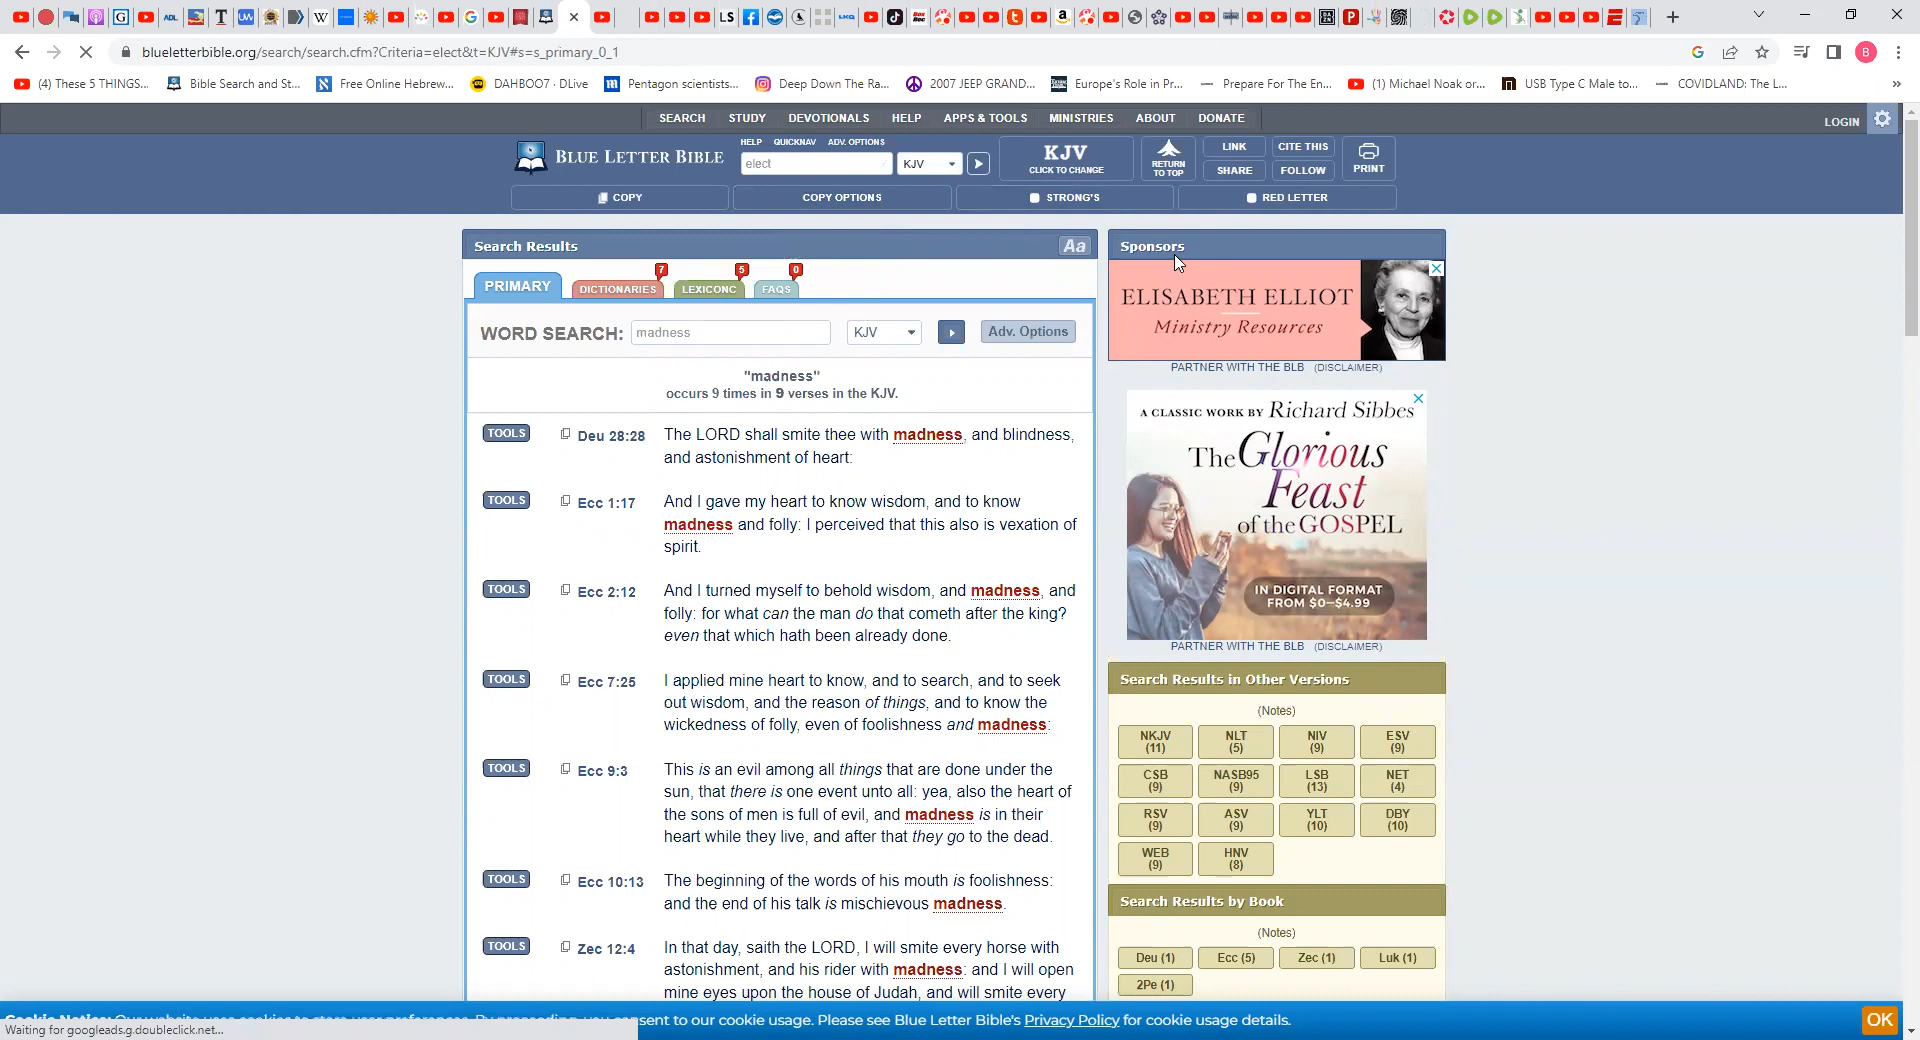 blueletterbible.org/search/search.cfm?Criteria=elect&t=KJV#s=s_primary_0_1
(4) These 5 THINGS...
Bible Search and St...
Free Online Hebrew...
DAHBOO7 · DLive
Pentagon scientists...
Deep Down The Ra...
2007 JEEP GRAND...
Europe's Role in Pr...
Prepare For The En...
(1) Michael Noak or...
USB Type C Male to...
COVIDLAND: The L...
SEARCH STUDY DEVOTIONALS HELP APPS & TOOLS MINISTRIES ABOUT DONATE
LOGIN
BLUE LETTER BIBLE
HELP QUICKNAV ADV. OPTIONS
elect KJV
KJV
CLICK TO CHANGE
RETURN
TO TOP
LINK
CITE THIS
SHARE
FOLLOW
PRINT
COPY
COPY OPTIONS
STRONG'S
RED LETTER
Search Results
Aa
PRIMARY
DICTIONARIES 7
LEXICONC 5
FAQS 0
WORD SEARCH: madness KJV Adv. Options
"madness"
occurs 9 times in 9 verses in the KJV.
TOOLS Deu 28:28 The LORD shall smite thee with madness, and blindness,
and astonishment of heart:
TOOLS Ecc 1:17 And I gave my heart to know wisdom, and to know
madness and folly: I perceived that this also is vexation of
spirit.
TOOLS Ecc 2:12 And I turned myself to behold wisdom, and madness, and
folly: for what can the man do that cometh after the king?
even that which hath been already done.
TOOLS Ecc 7:25 I applied mine heart to know, and to search, and to seek
out wisdom, and the reason of things, and to know the
wickedness of folly, even of foolishness and madness:
TOOLS Ecc 9:3 This is an evil among all things that are done under the
sun, that there is one event unto all: yea, also the heart of
the sons of men is full of evil, and madness is in their
heart while they live, and after that they go to the dead.
TOOLS Ecc 10:13 The beginning of the words of his mouth is foolishness:
and the end of his talk is mischievous madness.
TOOLS Zec 12:4 In that day, saith the LORD, I will smite every horse with
astonishment, and his rider with madness: and I will open
mine eyes upon the house of Judah, and will smite every
Sponsors
ELISABETH ELLIOT
Ministry Resources
PARTNER WITH THE BLB (DISCLAIMER)
A CLASSIC WORK BY Richard Sibbes'
The Glorious
Feast
of the GOSPEL
IN DIGITAL FORMAT
FROM $0–$4.99
PARTNER WITH THE BLB (DISCLAIMER)
Search Results in Other Versions
(Notes)
NKJV (11) NLT (5) NIV (9) ESV (9)
CSB (9) NASB95 (9) LSB (13) NET (4)
RSV (9) ASV (9) YLT (10) DBY (10)
WEB (9) HNV (8)
Search Results by Book
(Notes)
Deu (1) Ecc (5) Zec (1) Luk (1)
2Pe (1)
sent to our cookie usage. Please see Blue Letter Bible's Privacy Policy for cookie usage details.
OK
Waiting for googleads.g.doubleclick.net...